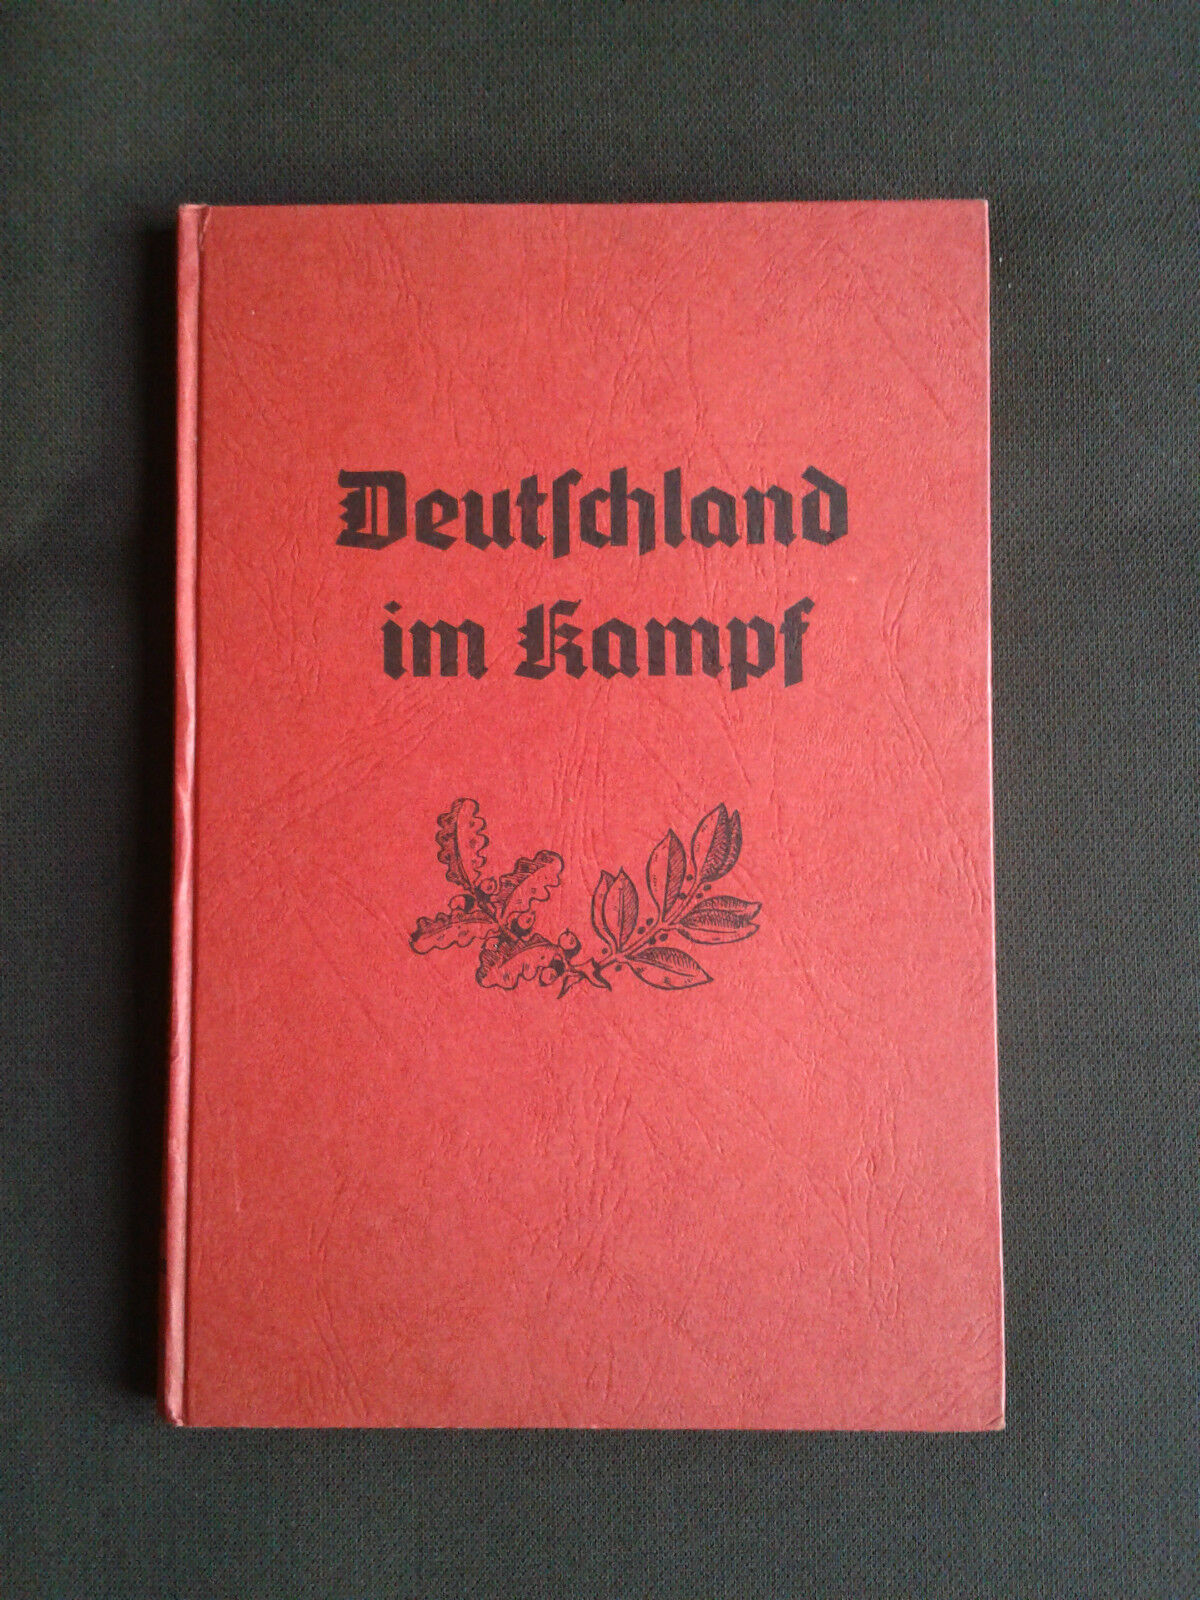 Deutſchland
im Kampf